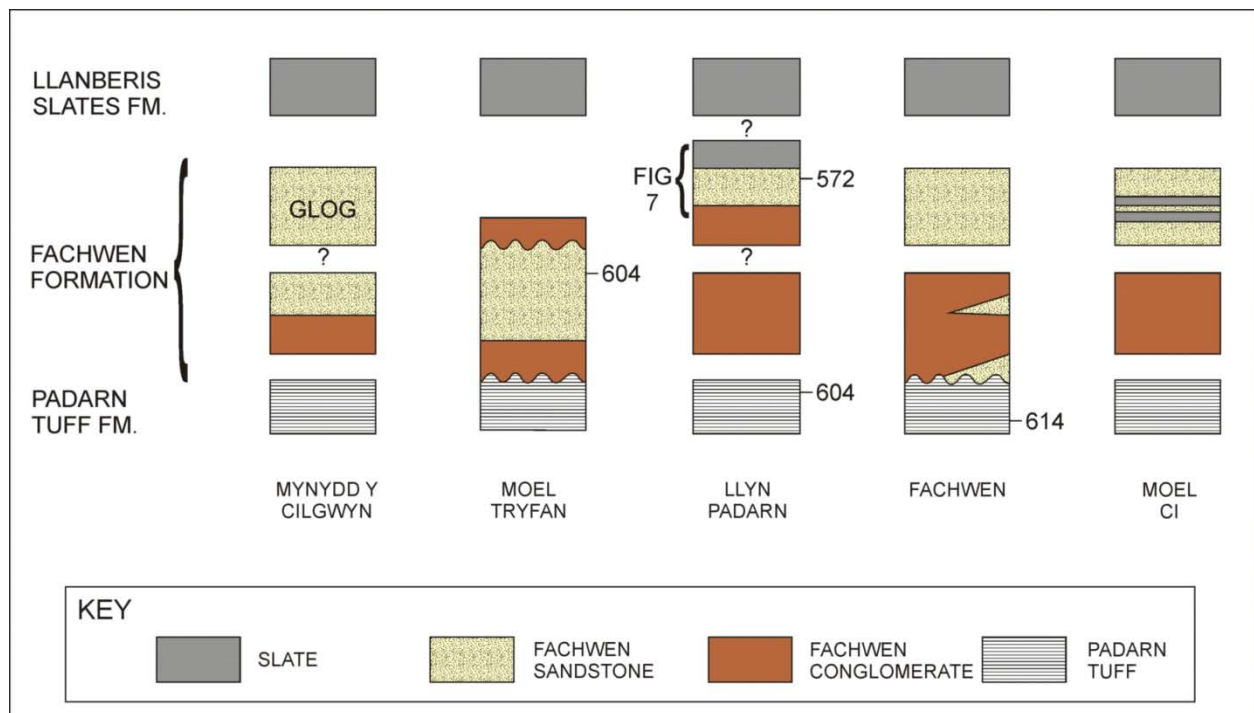 LLANBERIS
SLATES FM.
?
FIG
7
572
GLOG
FACHWEN
FORMATION
?
604
?
PADARN
TUFF FM.
604
614
MYNYDD Y
CILGWYN
MOEL
TRYFAN
LLYN
PADARN
FACHWEN
MOEL
CI
KEY
SLATE
FACHWEN
SANDSTONE
FACHWEN
CONGLOMERATE
PADARN
TUFF